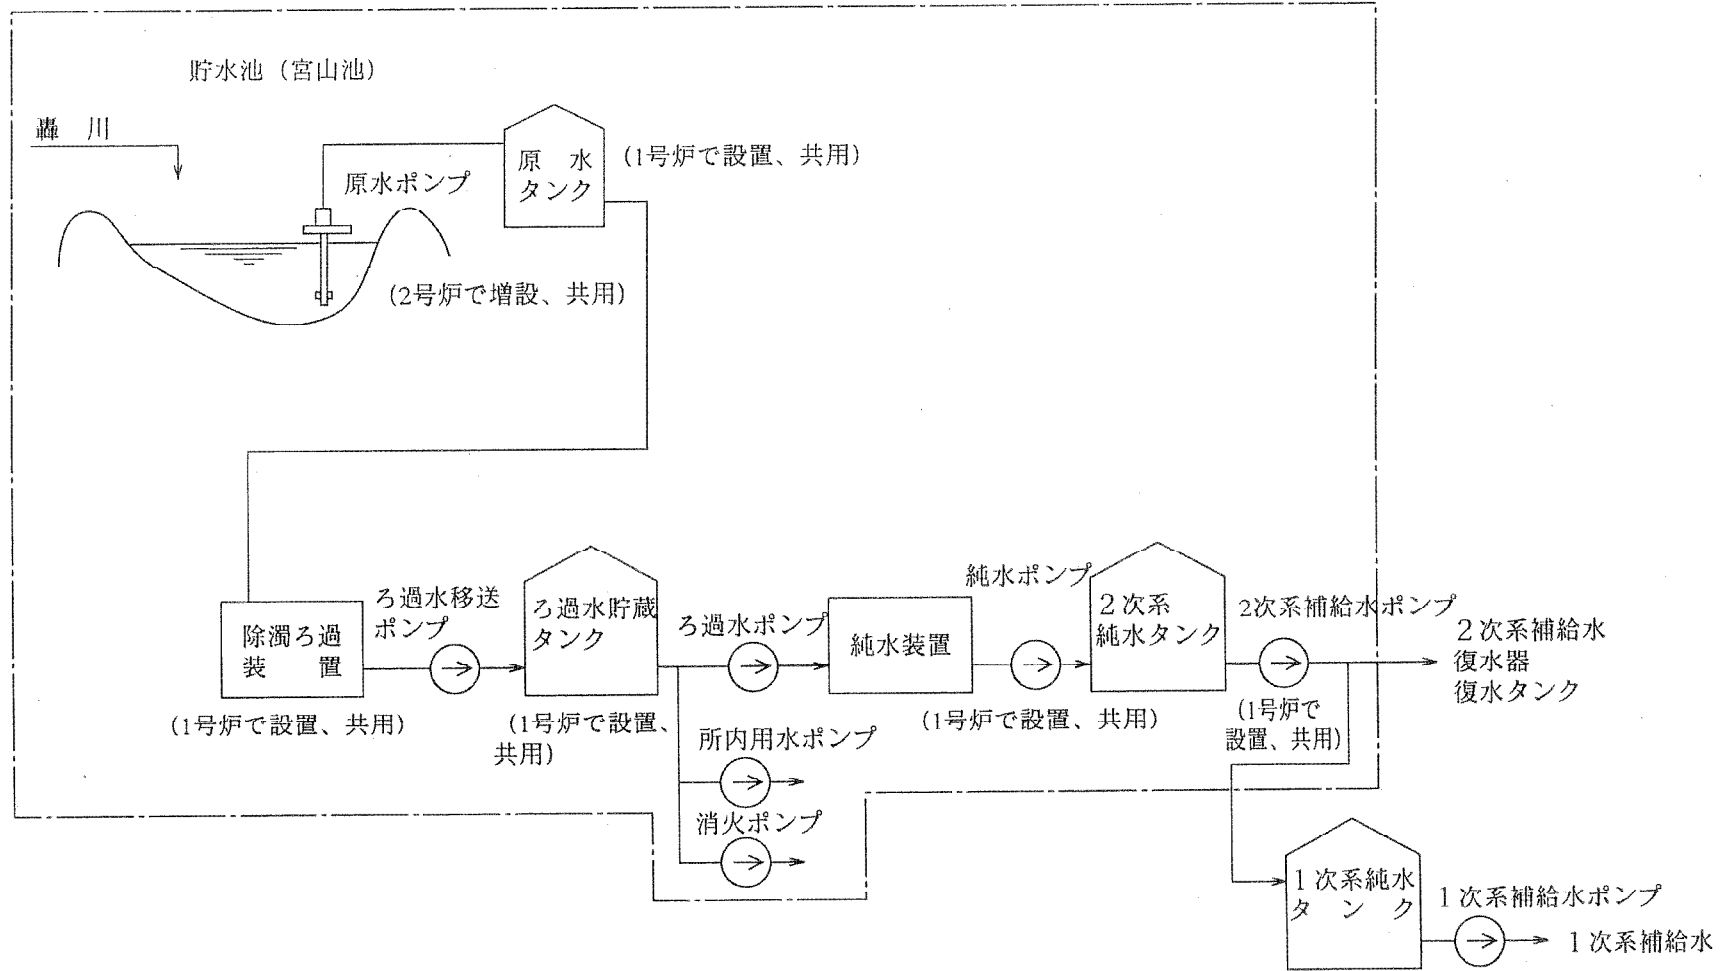 貯水池（宮山池）
轟　川
原水ポンプ
原　水
タンク
(1号炉で設置、共用)
(2号炉で増設、共用)
除濁ろ過
装　　置
(1号炉で設置、共用)
ろ過水移送
ポンプ
ろ過水貯蔵
タンク
(1号炉で設置、
共用)
ろ過水ポンプ
所内用水ポンプ
消火ポンプ
純水装置
(1号炉で設置、共用)
純水ポンプ
２次系
純水タンク
2次系補給水ポンプ
(1号炉で
設置、共用)
２次系補給水
復水器
復水タンク
１次系純水
タ　ン　ク
１次系補給水ポンプ
１次系補給水